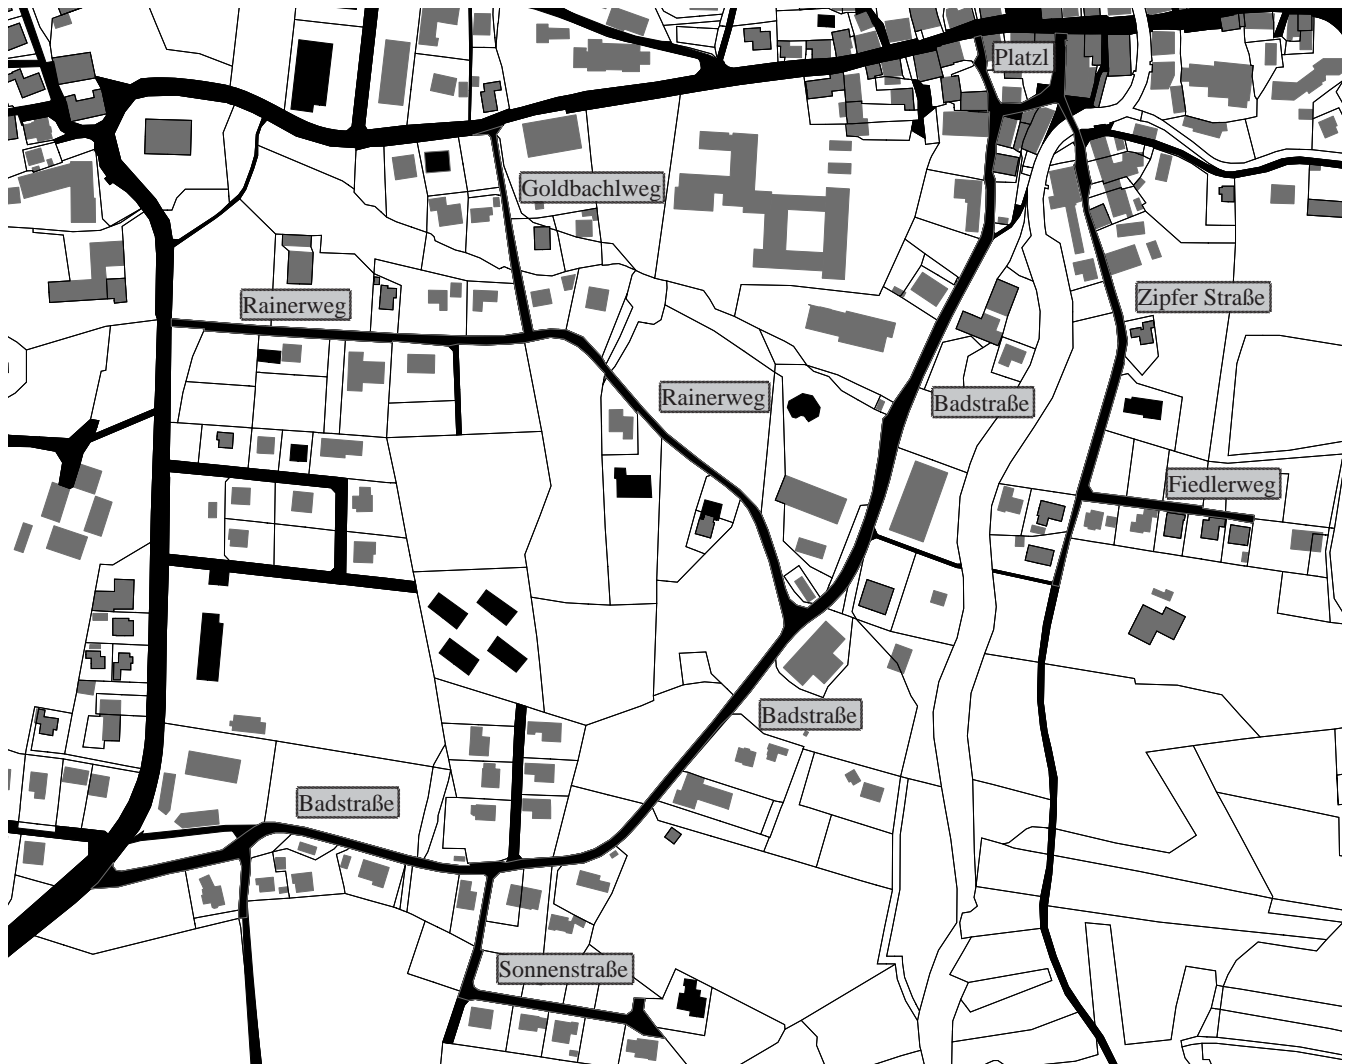 Platzl
Goldbachlweg
Rainerweg
Zipfer Straße
Rainerweg
Badstraße
Fiedlerweg
Badstraße
Badstraße
Sonnenstraße